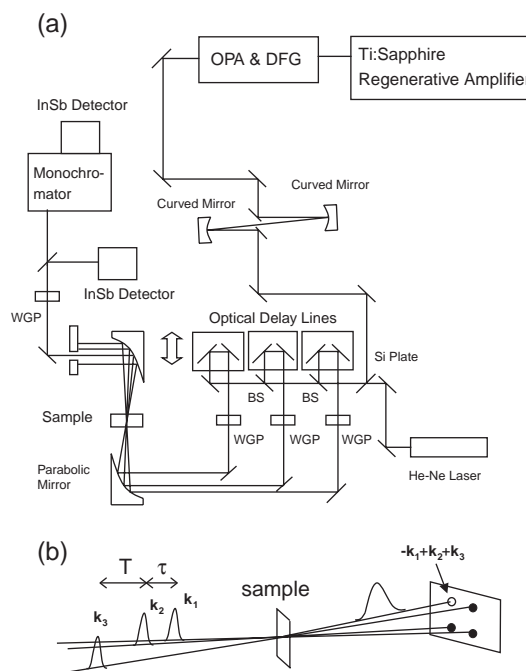 (a)
OPA & DFG
Ti:Sapphire
Regenerative Amplifier
InSb Detector
Monochro-
mator
Curved Mirror
Curved Mirror
InSb Detector
WGP
Optical Delay Lines
Si Plate
BS
BS
Sample
WGP
WGP
WGP
Parabolic
Mirror
He-Ne Laser
(b)
-k1+k2+k3
T
τ
sample
k3
k2
k1